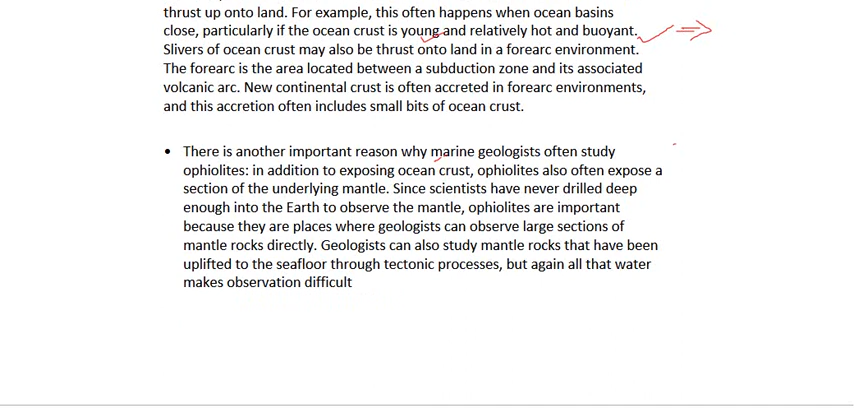 thrust up onto land. For example, this often happens when ocean basins
close, particularly if the ocean crust is young and relatively hot and buoyant.
Slivers of ocean crust may also be thrust onto land in a forearc environment.
The forearc is the area located between a subduction zone and its associated
volcanic arc. New continental crust is often accreted in forearc environments,
and this accretion often includes small bits of ocean crust.
• There is another important reason why marine geologists often study
ophiolites: in addition to exposing ocean crust, ophiolites also often expose a
section of the underlying mantle. Since scientists have never drilled deep
enough into the Earth to observe the mantle, ophiolites are important
because they are places where geologists can observe large sections of
mantle rocks directly. Geologists can also study mantle rocks that have been
uplifted to the seafloor through tectonic processes, but again all that water
makes observation difficult